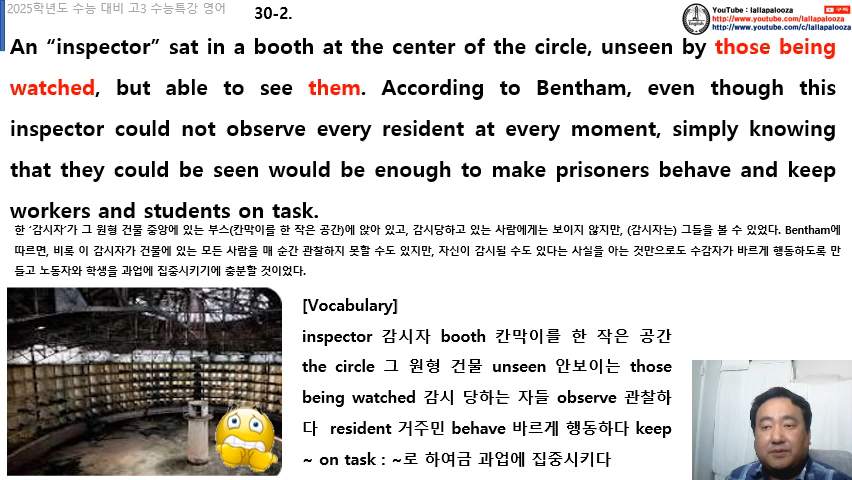 2025학년도 수능 대비 고3 수능특강 영어
30-2.
YouTube : lallapalooza
구독
http://www.youtube.com/lallapalooza
http://www.youtube.com/c/lallapalooza
English
An “inspector” sat in a booth at the center of the circle, unseen by those being
watched, but able to see them. According to Bentham, even though this
inspector could not observe every resident at every moment, simply knowing
that they could be seen would be enough to make prisoners behave and keep
workers and students on task.
한 ‘감시자’가 그 원형 건물 중앙에 있는 부스(칸막이를 한 작은 공간)에 앉아 있고, 감시당하고 있는 사람에게는 보이지 않지만, (감시자는) 그들을 볼 수 있었다. Bentham에
따르면, 비록 이 감시자가 건물에 있는 모든 사람을 매 순간 관찰하지 못할 수도 있지만, 자신이 감시될 수도 있다는 사실을 아는 것만으로도 수감자가 바르게 행동하도록 만
들고 노동자와 학생을 과업에 집중시키기에 충분할 것이었다.
[Vocabulary]
inspector 감시자 booth 칸막이를 한 작은 공간
the circle 그 원형 건물 unseen 안보이는 those
being watched 감시 당하는 자들 observe 관찰하
다 resident 거주민 behave 바르게 행동하다 keep
~ on task : ~로 하여금 과업에 집중시키다